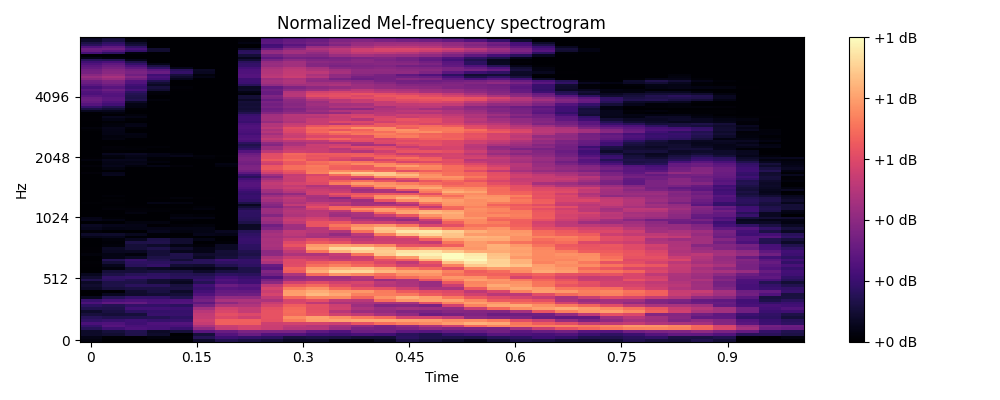 Normalized Mel-frequency spectrogram
Hz
4096
2048
1024
512
0
0 0.15 0.3 0.45 0.6 0.75 0.9
Time
+1 dB
+1 dB
+1 dB
+0 dB
+0 dB
+0 dB